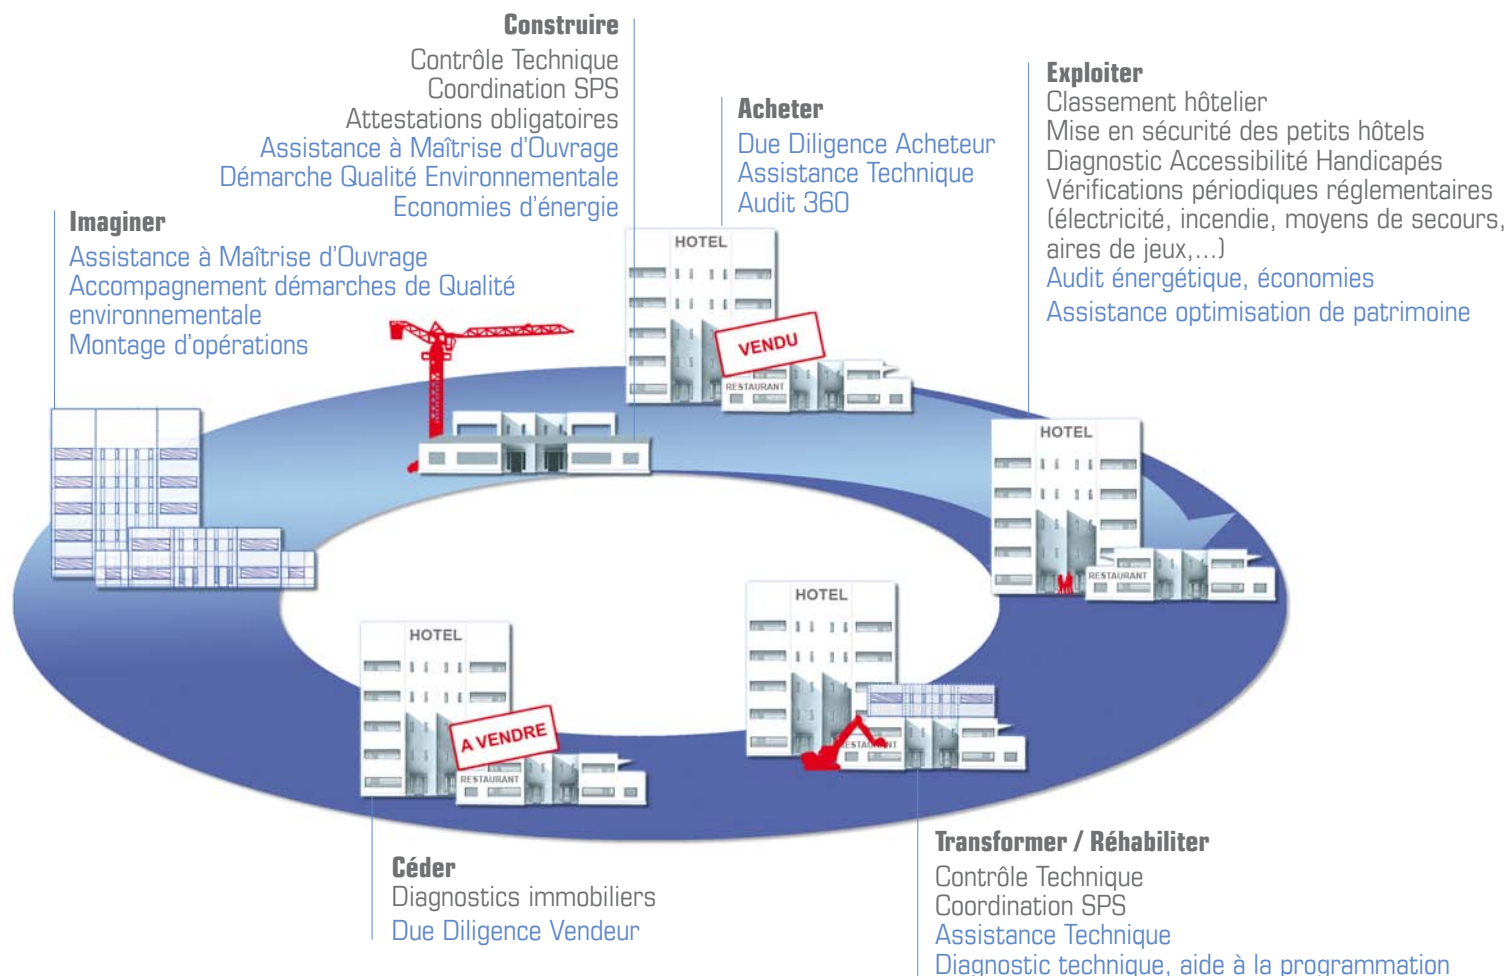 Construire
Contrôle Technique
Coordination SPS
Attestations obligatoires
Assistance à Maîtrise d'Ouvrage
Démarche Qualité Environnementale
Economies d'énergie
Acheter
Due Diligence Acheteur
Assistance Technique
Audit 360
Exploiter
Classement hôtelier
Mise en sécurité des petits hôtels
Diagnostic Accessibilité Handicapés
Vérifications périodiques réglementaires
(électricité, incendie, moyens de secours,
aires de jeux,...)
Audit énergétique, économies
Assistance optimisation de patrimoine
Imaginer
Assistance à Maîtrise d'Ouvrage
Accompagnement démarches de Qualité
environnementale
Montage d'opérations
HOTEL
VENDU
RESTAURANT
HOTEL
RESTAURANT
HOTEL
RESTAURANT
HOTEL
A VENDRE
RESTAURANT
Céder
Diagnostics immobiliers
Due Diligence Vendeur
Transformer / Réhabiliter
Contrôle Technique
Coordination SPS
Assistance Technique
Diagnostic technique, aide à la programmation